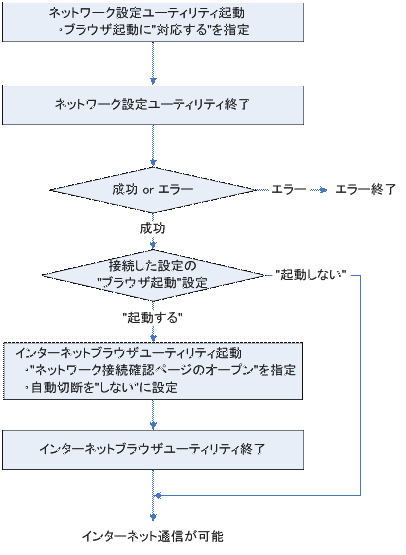 ネットワーク設定ユーティリティ起動
・ブラウザ起動に"対応する"を指定
ネットワーク設定ユーティリティ終了
成功 or エラー
エラー
エラー終了
成功
接続した設定の
"ブラウザ起動"設定
"起動しない"
"起動する"
インターネットブラウザユーティリティ起動
・"ネットワーク接続確認ページのオープン"を指定
・自動切断を"しない"に設定
インターネットブラウザユーティリティ終了
インターネット通信が可能